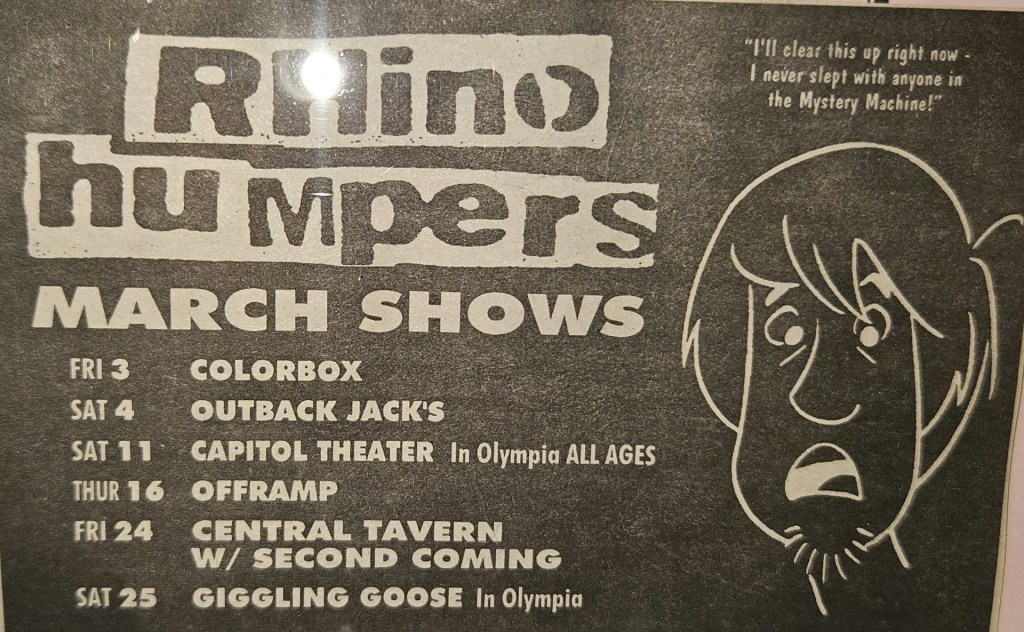 RHino
huMpers
MARCH SHOWS
FRI 3 COLORBOX
SAT 4 OUTBACK JACK'S
SAT 11 CAPITOL THEATER In Olympia ALL AGES
THUR 16 OFFRAMP
FRI 24 CENTRAL TAVERN
W/ SECOND COMING
SAT 25 GIGGLING GOOSE In Olympia
"I'll clear this up right now -
I never slept with anyone in
the Mystery Machine!"